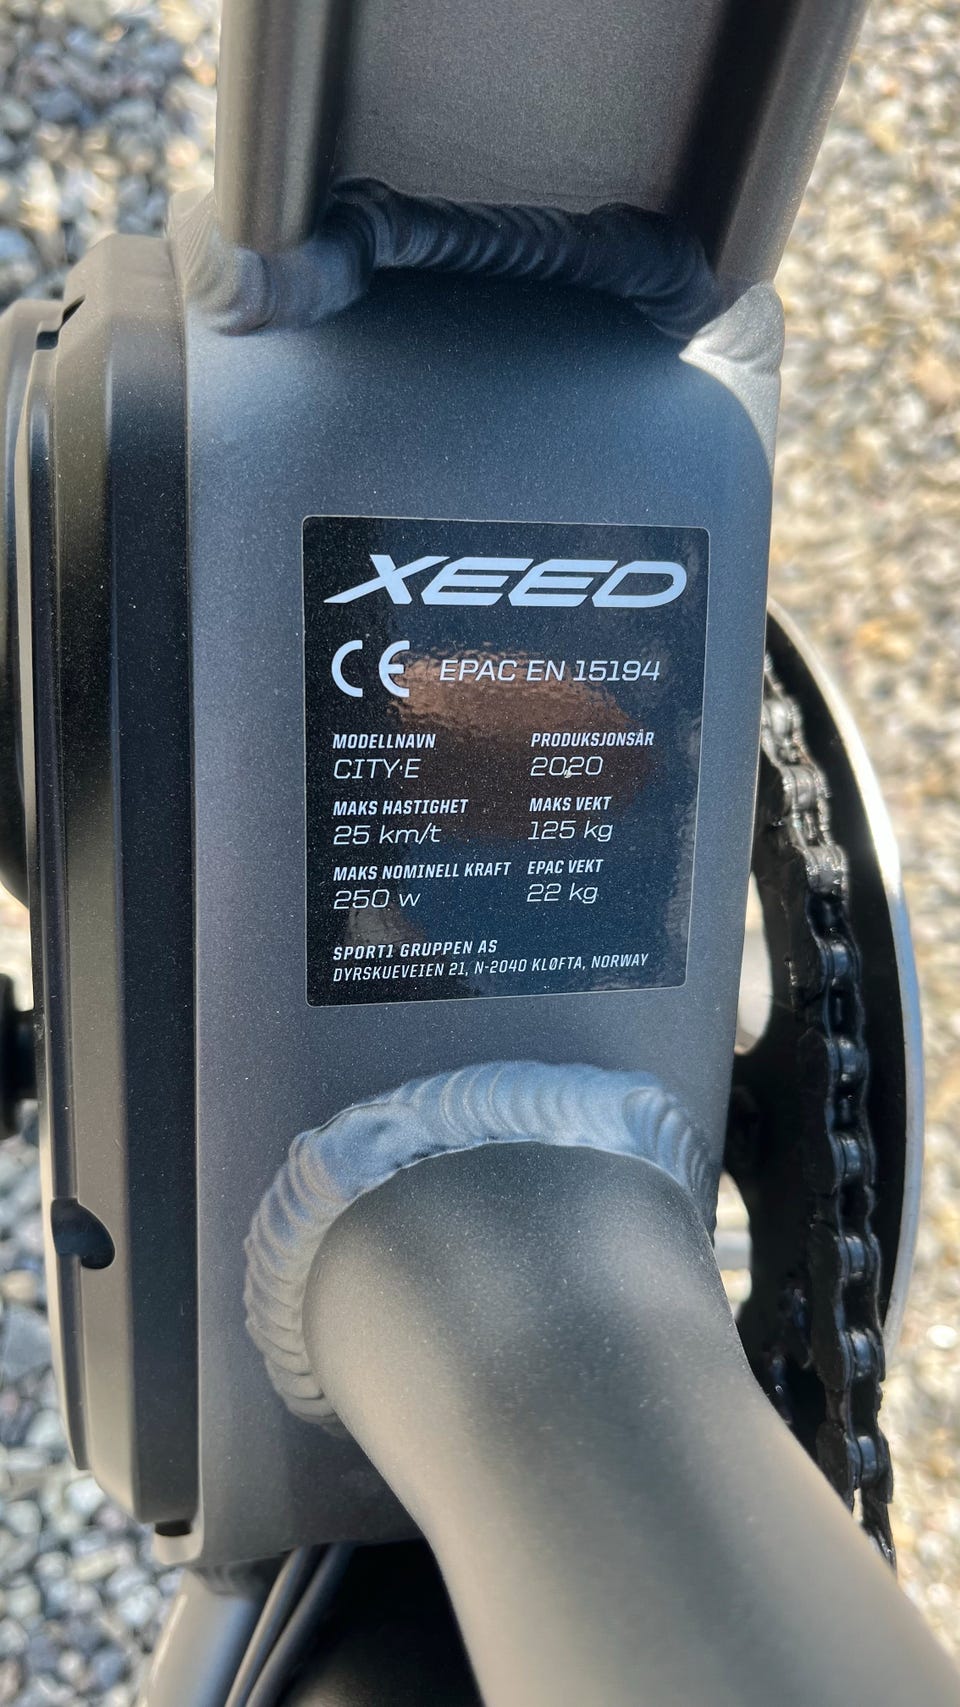 XEED
CE EPAC EN 15194
MODELLNAVN PRODUKSJONSÅR
CITY·E 2020
MAKS HASTIGHET MAKS VEKT
25 km/t 125 kg
MAKS NOMINELL KRAFT EPAC VEKT
250 w 22 kg
SPORT1 GRUPPEN AS
DYRSKUEVEIEN 21, N-2040 KLØFTA, NORWAY